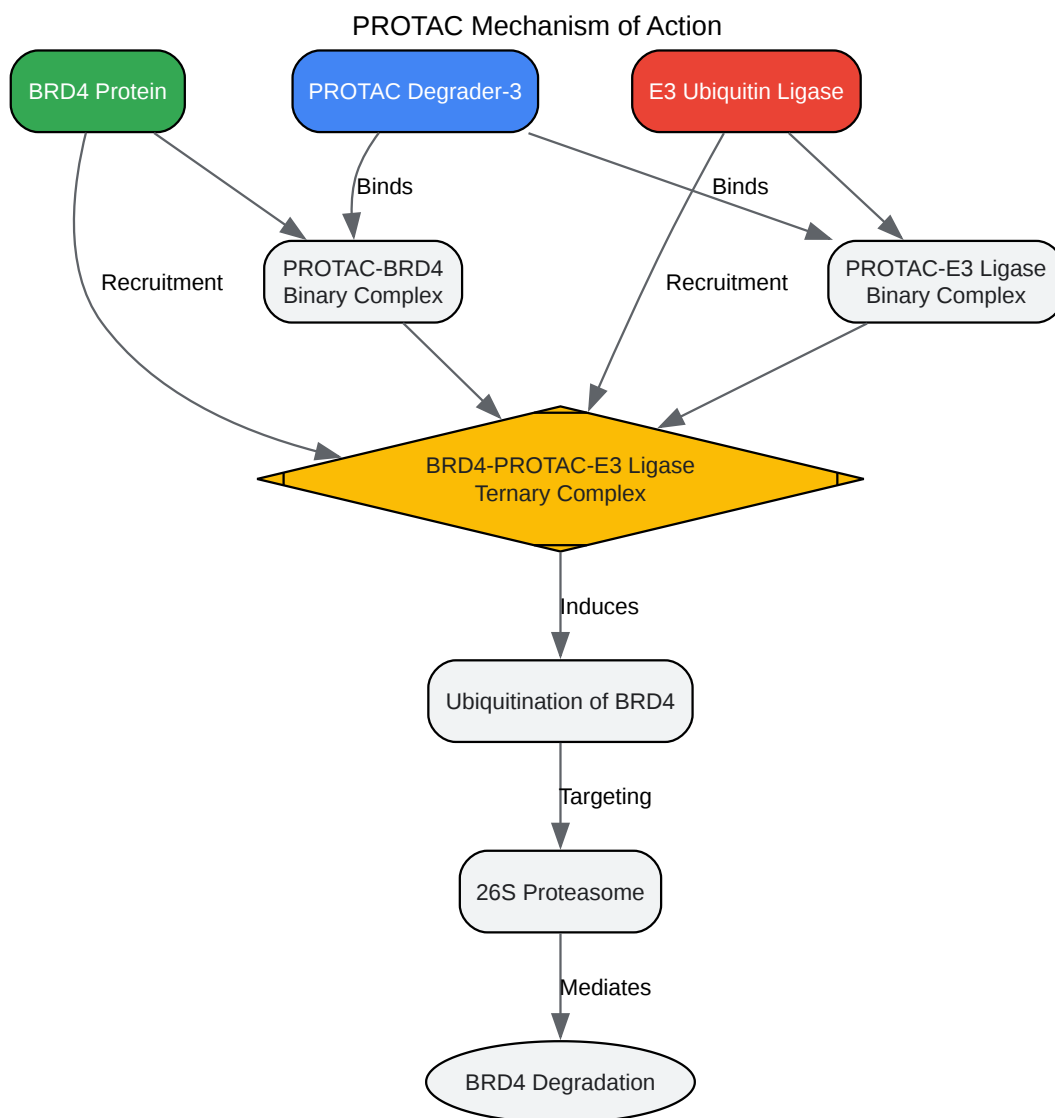 PROTAC Mechanism of Action
BRD4 Protein
PROTAC Degrader-3
E3 Ubiquitin Ligase
Binds
Binds
Recruitment
PROTAC-BRD4
Binary Complex
Recruitment
PROTAC-E3 Ligase
Binary Complex
BRD4-PROTAC-E3 Ligase
Ternary Complex
Induces
Ubiquitination of BRD4
Targeting
26S Proteasome
Mediates
BRD4 Degradation